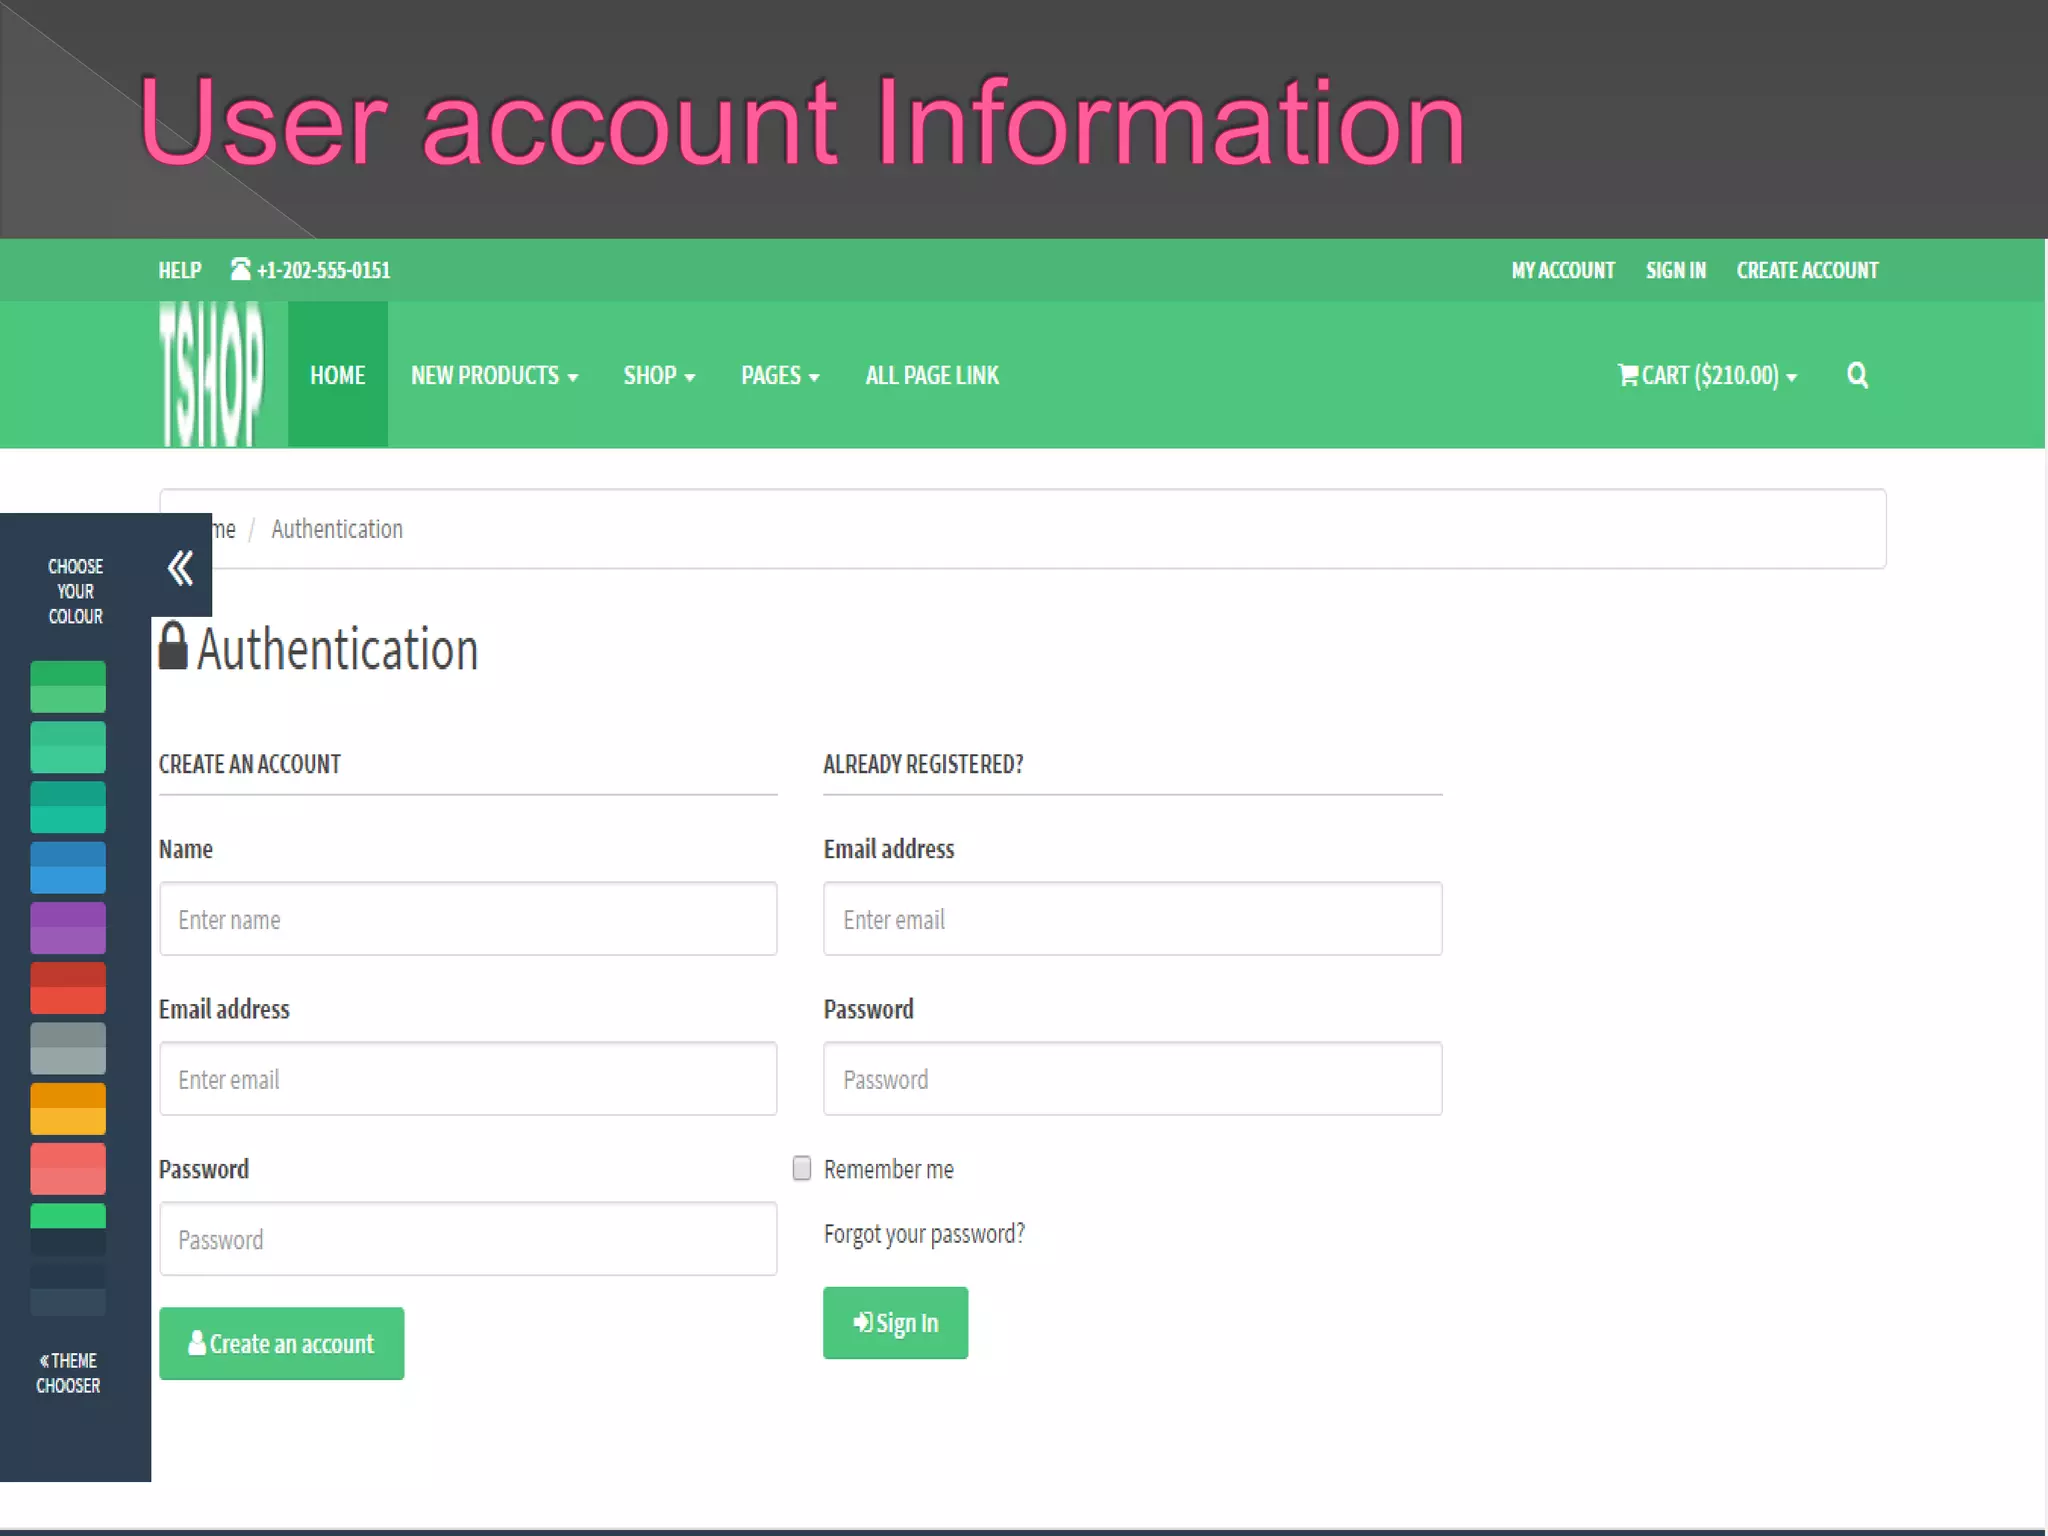 User account Information
HELP +1-202-555-0151 MY ACCOUNT SIGN IN CREATE ACCOUNT
TSHOP HOME NEW PRODUCTS SHOP PAGES ALL PAGE LINK CART ($210.00)
me / Authentication
CHOOSE
YOUR
COLOUR
Authentication
CREATE AN ACCOUNT
Name
Enter name
Email address
Enter email
Password
Password
Create an account
ALREADY REGISTERED?
Email address
Enter email
Password
Password
Remember me
Forgot your password?
Sign In
THEME
CHOOSER